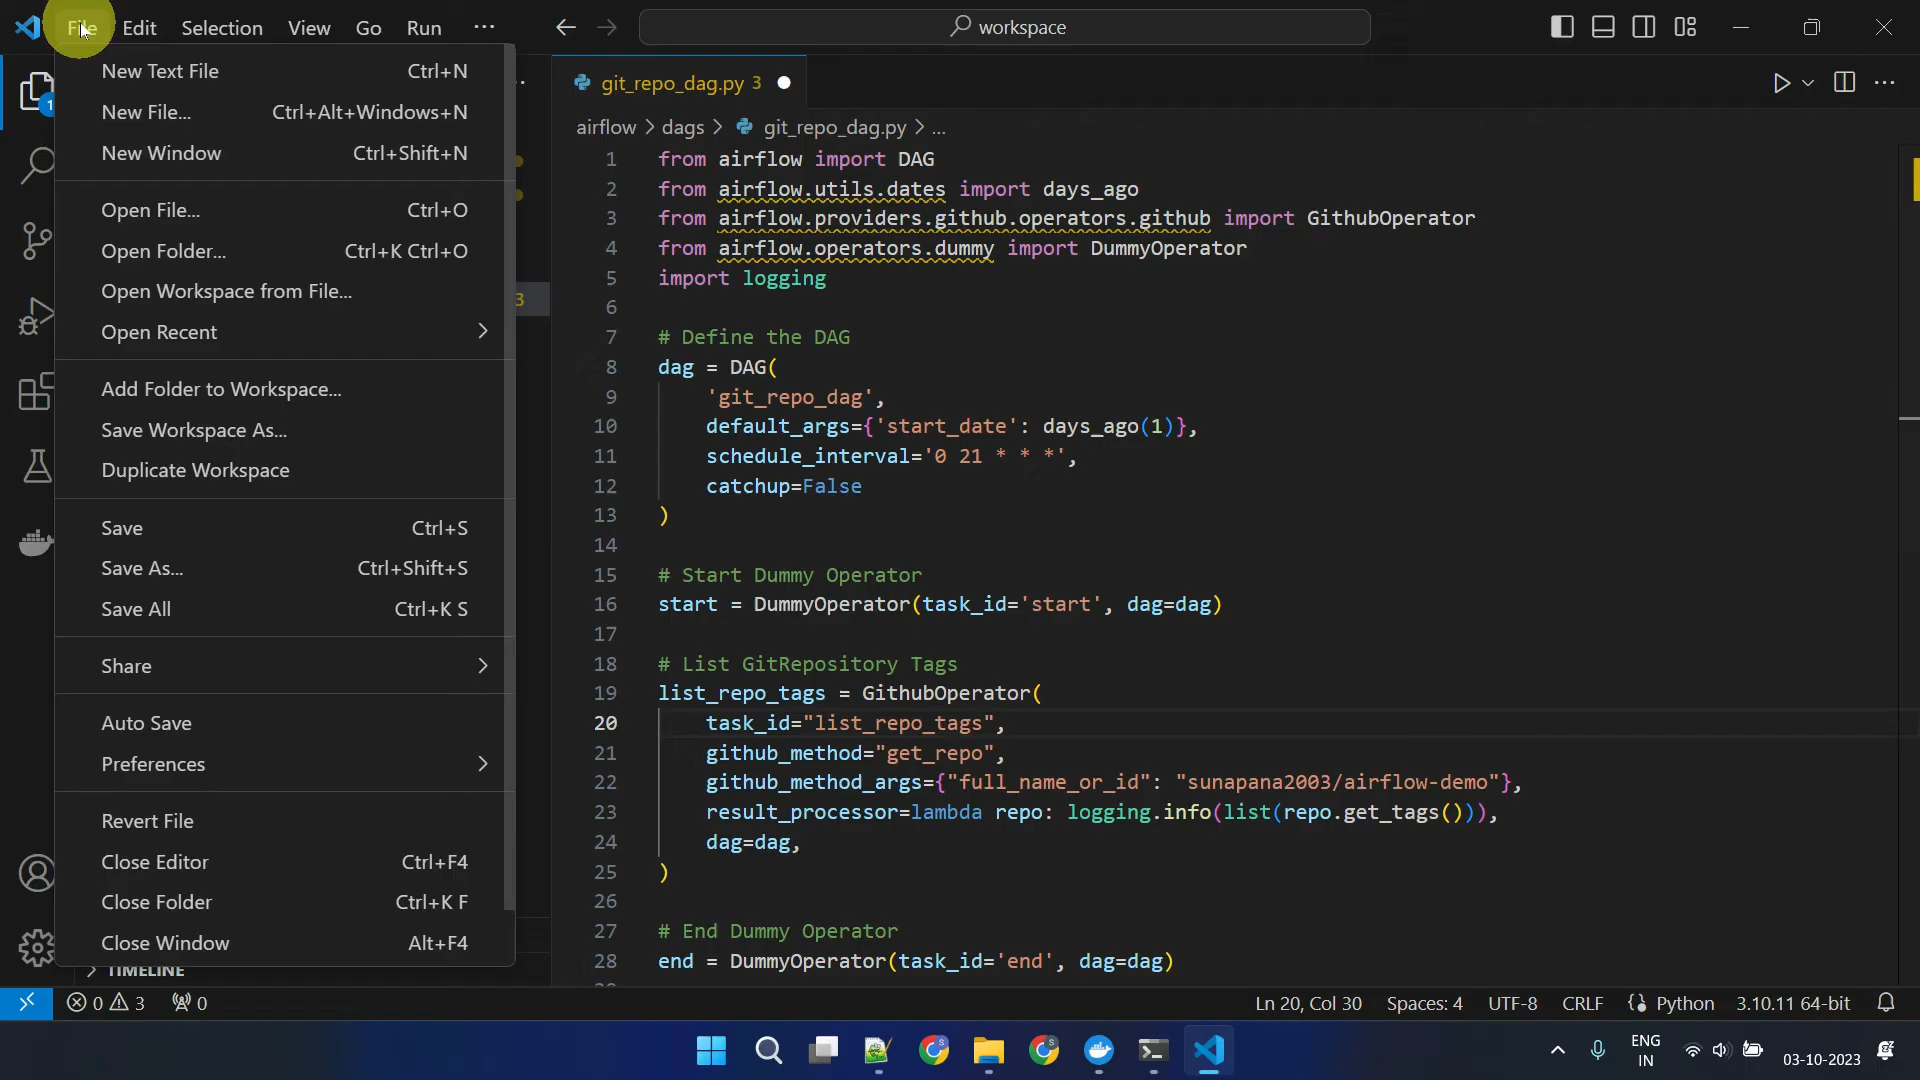 File Edit Selection View Go Run ···
workspace
New Text File Ctrl+N
New File... Ctrl+Alt+Windows+N
New Window Ctrl+Shift+N
Open File... Ctrl+O
Open Folder... Ctrl+K Ctrl+O
Open Workspace from File...
Open Recent
Add Folder to Workspace...
Save Workspace As...
Duplicate Workspace
Save Ctrl+S
Save As... Ctrl+Shift+S
Save All Ctrl+K S
Share
Auto Save
Preferences
Revert File
Close Editor Ctrl+F4
Close Folder Ctrl+K F
Close Window Alt+F4
TIMELINE
1
3
git_repo_dag.py 3
airflow > dags > git_repo_dag.py > ...
1 from airflow import DAG
2 from airflow.utils.dates import days_ago
3 from airflow.providers.github.operators.github import GithubOperator
4 from airflow.operators.dummy import DummyOperator
5 import logging
6
7 # Define the DAG
8 dag = DAG(
9 'git_repo_dag',
10 default_args={'start_date': days_ago(1)},
11 schedule_interval='0 21 * * *',
12 catchup=False
13 )
14
15 # Start Dummy Operator
16 start = DummyOperator(task_id='start', dag=dag)
17
18 # List GitRepository Tags
19 list_repo_tags = GithubOperator(
20 task_id="list_repo_tags",
21 github_method="get_repo",
22 github_method_args={"full_name_or_id": "sunapana2003/airflow-demo"},
23 result_processor=lambda repo: logging.info(list(repo.get_tags())),
24 dag=dag,
25 )
26
27 # End Dummy Operator
28 end = DummyOperator(task_id='end', dag=dag)
0 3 0
Ln 20, Col 30 Spaces: 4 UTF-8 CRLF Python 3.10.11 64-bit
ENG
IN
03-10-2023